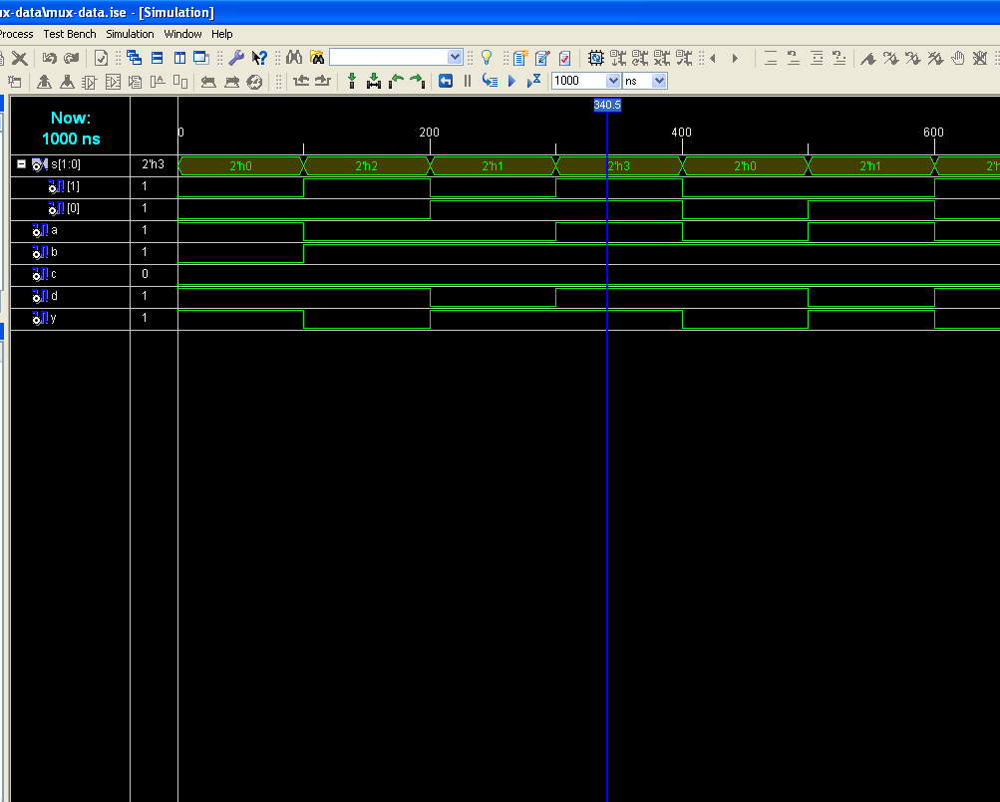 ux-data\mux-data.ise - [Simulation]
Process Test Bench Simulation Window Help
1000 ns
340.5
Now:
1000 ns
0 200 400 600
s[1:0] 2'h3 2'h0 2'h2 2'h1 2'h3 2'h0 2'h1 2'h
[1] 1
[0] 1
a 1
b 1
c 0
d 1
y 1